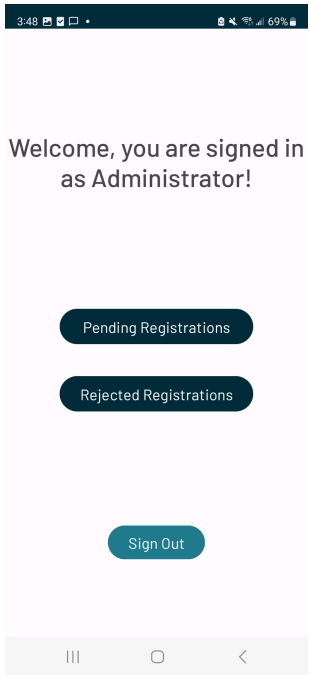 3:48 69%
Welcome, you are signed in
as Administrator!
Pending Registrations
Rejected Registrations
Sign Out